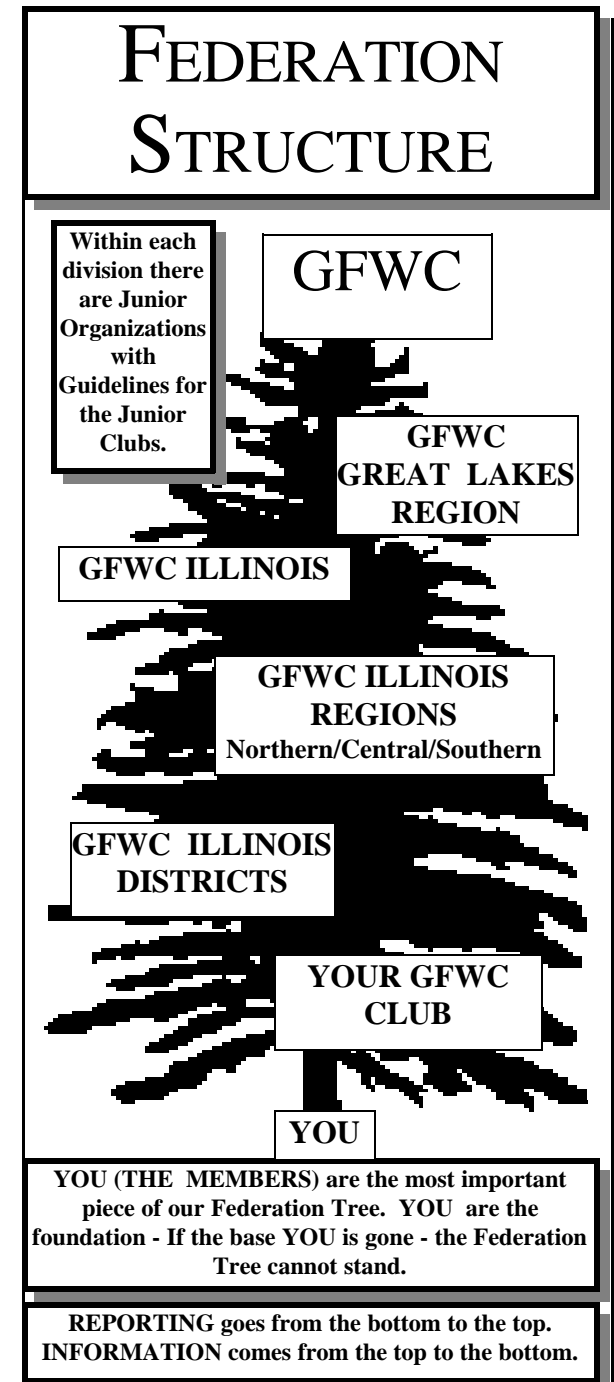 FEDERATION
STRUCTURE
Within each
division there
are Junior
Organizations
with
Guidelines for
the Junior
Clubs.
GFWC
GFWC
GREAT LAKES
REGION
GFWC ILLINOIS
GFWC ILLINOIS
REGIONS
Northern/Central/Southern
GFWC ILLINOIS
DISTRICTS
YOUR GFWC
CLUB
YOU
YOU (THE MEMBERS) are the most important
piece of our Federation Tree. YOU are the
foundation - If the base YOU is gone - the Federation
Tree cannot stand.
REPORTING goes from the bottom to the top.
INFORMATION comes from the top to the bottom.